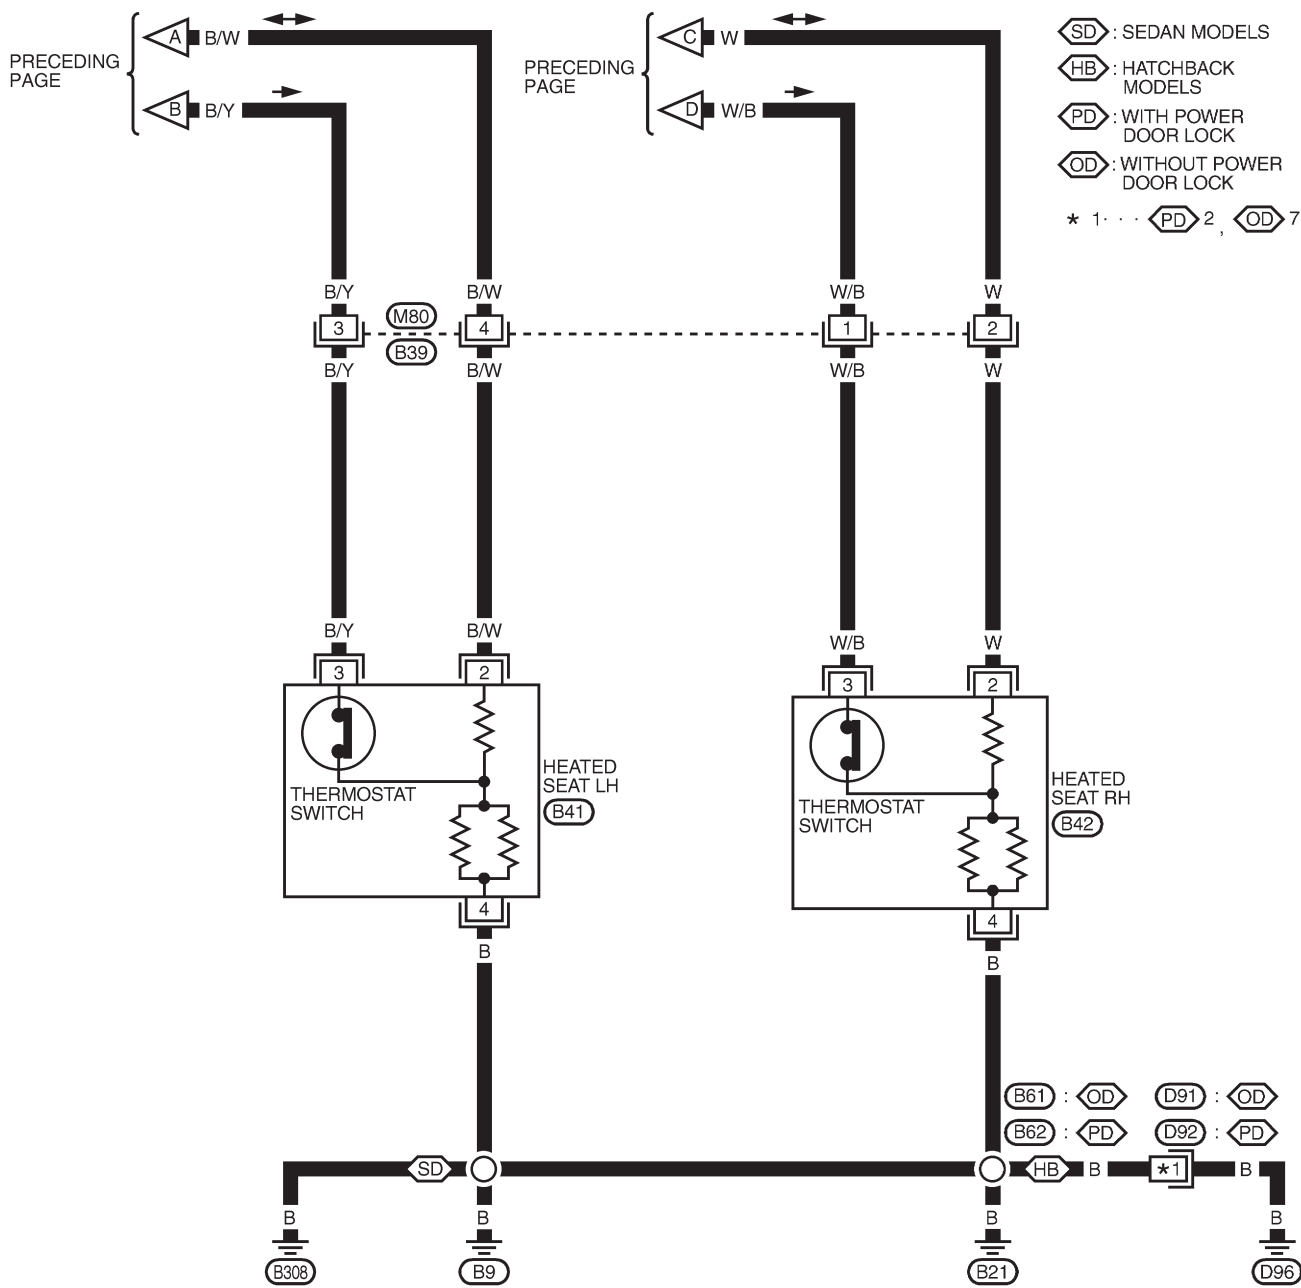 PRECEDING
PAGE
A B/W
B B/Y
PRECEDING
PAGE
C W
D W/B
SD : SEDAN MODELS
HB : HATCHBACK
MODELS
PD : WITH POWER
DOOR LOCK
OD : WITHOUT POWER
DOOR LOCK
* 1 · · · PD 2 , OD 7
B/Y B/W W/B W
3 M80 4 1 2
B39
B/Y B/W W/B W
B/Y B/W
W/B W
3 2
3 2
THERMOSTAT
SWITCH
HEATED
SEAT LH
B41
THERMOSTAT
SWITCH
HEATED
SEAT RH
B42
4
4
B
B
B61 : OD D91 : OD
B62 : PD D92 : PD
SD HB B *1 B
B B B B
B308 B9 B21 D96